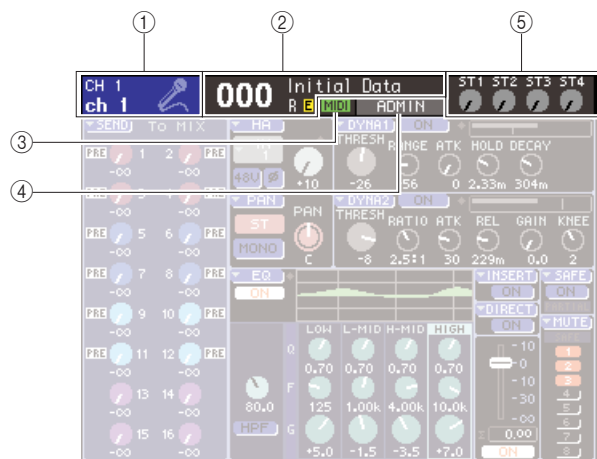 ① ② ⑤
CH 1
ch 1
000 Initial Data
R E MIDI ADMIN
ST1 ST2 ST3 ST4
③
④
SEND TO MIX
PRE 1 2 PRE
-∞ -∞
-∞ -∞
PRE 5 6 PRE
-∞ -∞
PRE 7 8 PRE
-∞ -∞
PRE 9 10 PRE
-∞ -∞
PRE 11 12 PRE
-∞ -∞
13 14
-∞ -∞
15 16
-∞ -∞
HA
48V Ø
+10
PAN
ST
MONO
PAN
C
DYNA1 ON
THRESH RANGE ATK HOLD DECAY
-26 -56 0 2.33m 304m
DYNA2 ON
THRESH RATIO ATK REL GAIN KNEE
-8 2.5:1 30 229m 0.0 2
EQ
ON
LOW L-MID H-MID HIGH
Q
0.70 0.70 0.70 0.70
F
80.0 125 1.00k 4.00k 10.0k
HPF G
+5.0 -1.5 -3.5 +7.0
INSERT
ON
DIRECT
ON
-10
-0
-10
-30
-∞
0.00
ON
SAFE
ON
MUTE
SAFE
1
2
3
4
5
6
7
8